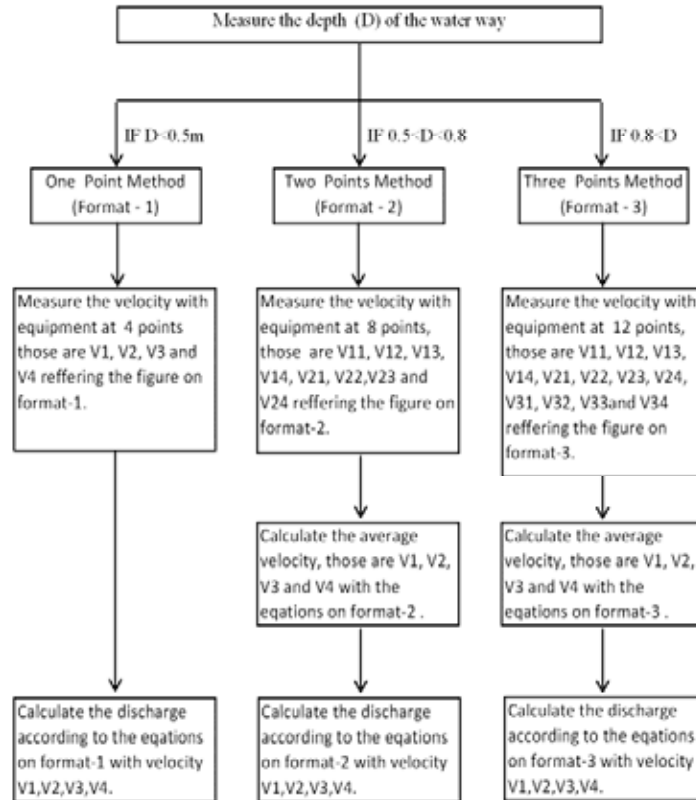 Measure the depth (D) of the water way
IF D<0.5m
IF 0.5<D<0.8
IF 0.8<D
One Point Method
(Format - 1)
Two Points Method
(Format - 2)
Three Points Method
(Format - 3)
Measure the velocity with
equipment at 4 points
those are V1, V2, V3 and
V4 reffering the figure on
format-1.
Measure the velocity with
equipment at 8 points,
those are V11, V12, V13,
V14, V21, V22,V23 and
V24 reffering the figure on
format-2.
Measure the velocity with
equipment at 12 points,
those are V11, V12, V13,
V14, V21, V22, V23, V24,
V31, V32, V33and V34
reffering the figure on
format-3.
Calculate the average
velocity, those are V1, V2,
V3 and V4 with the
eqations on format-2 .
Calculate the average
velocity, those are V1, V2,
V3 and V4 with the
eqations on format-3 .
Calculate the discharge
according to the eqations
on format-1 with velocity
V1,V2,V3,V4.
Calculate the discharge
according to the eqations
on format-2 with velocity
V1,V2,V3,V4.
Calculate the discharge
according to the eqations
on format-3 with velocity
V1,V2,V3,V4.